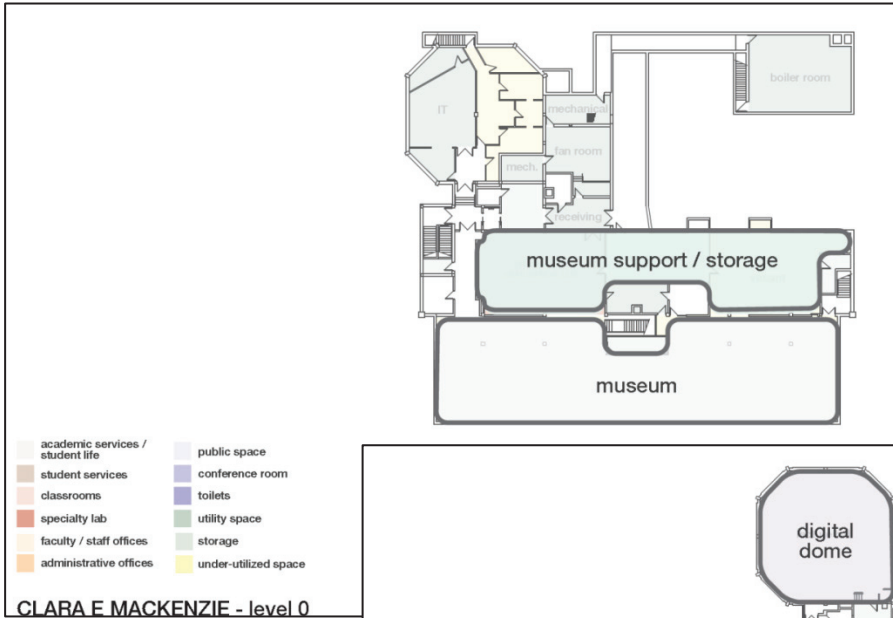 boiler room
IT
mechanical
fan room
mech.
receiving
museum support / storage
museum
academic services /
student life
student services
classrooms
specialty lab
faculty / staff offices
administrative offices
public space
conference room
toilets
utility space
storage
under-utilized space
digital
dome
CLARA E MACKENZIE - level 0